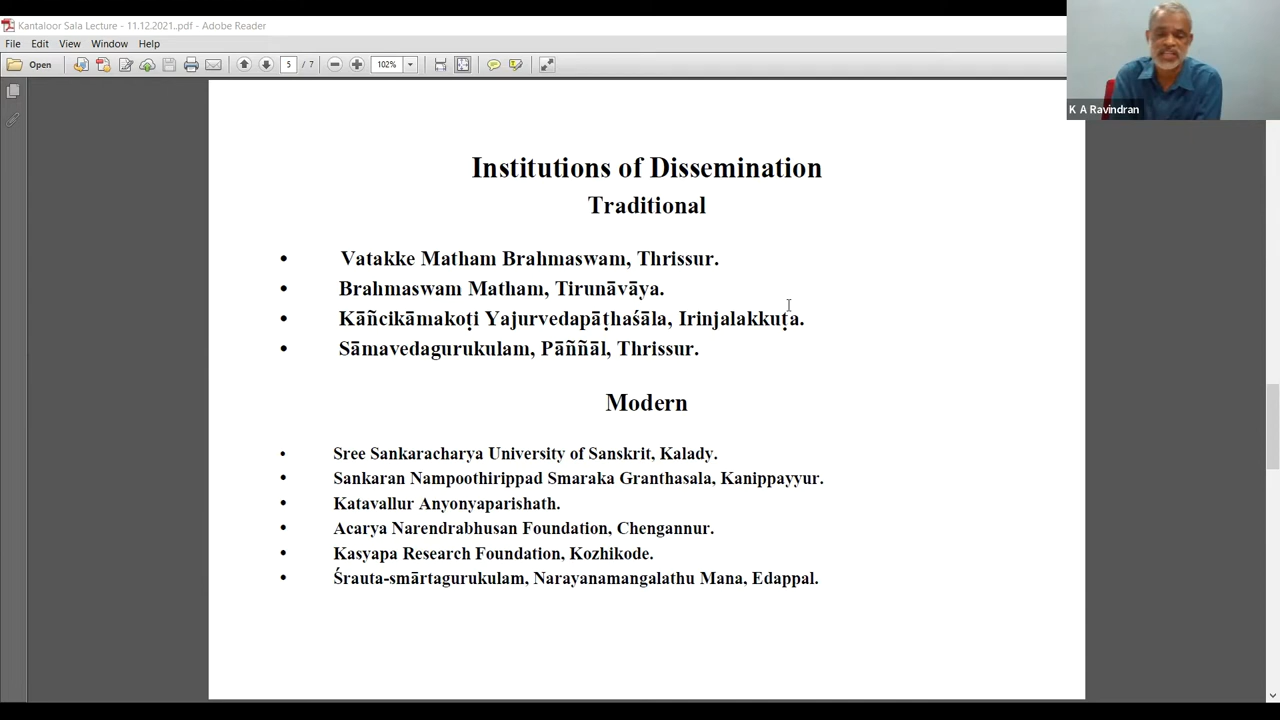 Kantaloor Sala Lecture - 11.12.2021..pdf - Adobe Reader
File Edit View Window Help
Open 5 / 7 102%
K A Ravindran
Institutions of Dissemination
Traditional
• Vatakke Matham Brahmaswam, Thrissur.
• Brahmaswam Matham, Tirunāvāya.
• Kāñcikāmakoṭi Yajurvedapāṭhaśāla, Irinjalakkuṭa.
• Sāmavedagurukulam, Pāññāl, Thrissur.
Modern
• Sree Sankaracharya University of Sanskrit, Kalady.
• Sankaran Nampoothirippad Smaraka Granthasala, Kanippayyur.
• Katavallur Anyonyaparishath.
• Acarya Narendrabhusan Foundation, Chengannur.
• Kasyapa Research Foundation, Kozhikode.
• Śrauta-smārtagurukulam, Narayanamangalathu Mana, Edappal.